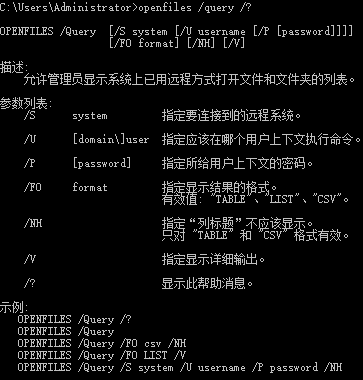 C:\Users\Administrator>openfiles /query /?
OPENFILES /Query [/S system [/U username [/P [password]]]]
[/FO format] [/NH] [/V]
描述:
允许管理员显示系统上已用远程方式打开文件和文件夹的列表。
参数列表:
/S system 指定要连接到的远程系统。
/U [domain\]user 指定应该在哪个用户上下文执行命令。
/P [password] 指定所给用户上下文的密码。
/FO format 指定显示结果的格式。
有效值: "TABLE"、"LIST"、"CSV"。
/NH 指定“列标题”不应该显示。
只对 "TABLE" 和 "CSV" 格式有效。
/V 指定显示详细输出。
/? 显示此帮助消息。
示例:
OPENFILES /Query /?
OPENFILES /Query
OPENFILES /Query /FO csv /NH
OPENFILES /Query /FO LIST /V
OPENFILES /Query /S system /U username /P password /NH